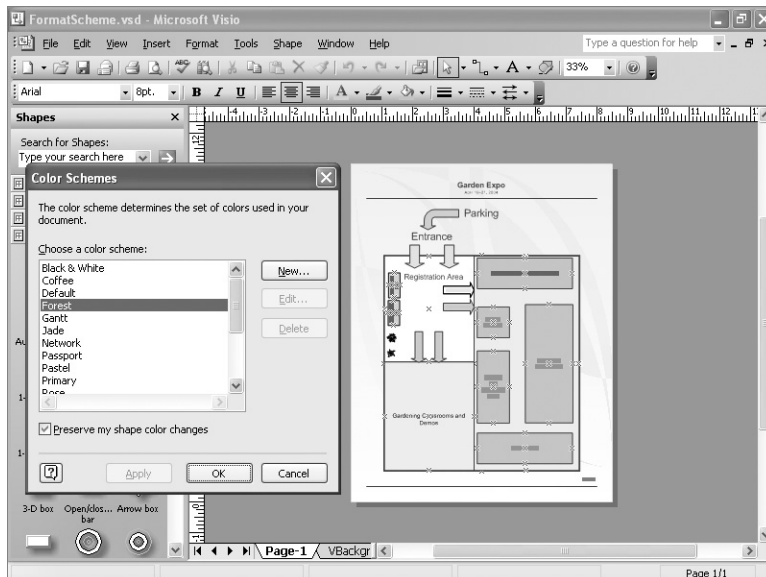 FormatScheme.vsd - Microsoft Visio
File Edit View Insert Format Tools Shape Window Help
Type a question for help
33%
Arial 8pt. B I U
Shapes
Search for Shapes:
Type your search here
Color Schemes
The color scheme determines the set of colors used in your
document.
Choose a color scheme:
Black & White
Coffee
Default
Forest
Gantt
Jade
Network
Passport
Pastel
Primary
Rose
New...
Edit...
Delete
Preserve my shape color changes
Apply OK Cancel
3-D box Open/clos... bar Arrow box
Garden Expo
Parking
Entrance
Registration Area
Gardening Classrooms and
Demos
Page-1 VBackgr
Page 1/1